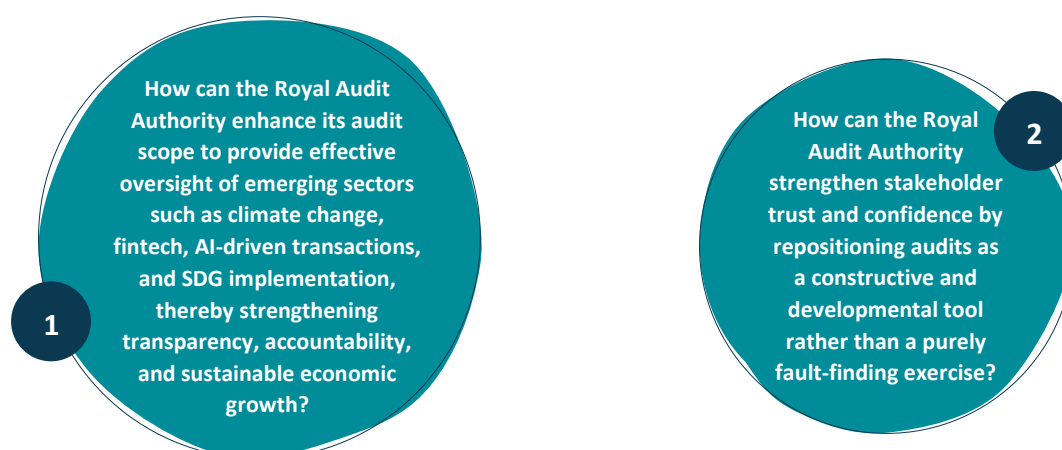 How can the Royal Audit
Authority enhance its audit
scope to provide effective
oversight of emerging sectors
such as climate change,
fintech, AI-driven transactions,
and SDG implementation,
thereby strengthening
transparency, accountability,
and sustainable economic
growth?
1
How can the Royal
Audit Authority
strengthen stakeholder
trust and confidence by
repositioning audits as
a constructive and
developmental tool
rather than a purely
fault-finding exercise?
2